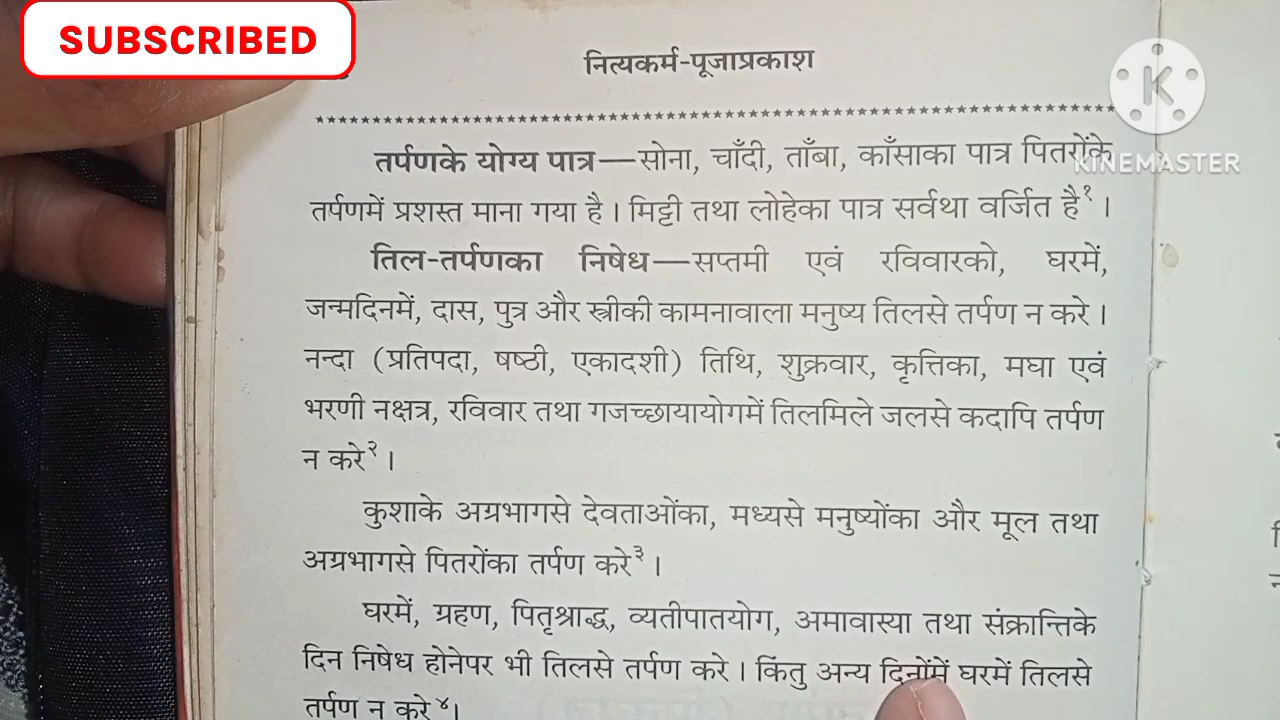 SUBSCRIBED
नित्यकर्म-पूजाप्रकाश
KINEMASTER
तर्पणके योग्य पात्र—सोना, चाँदी, ताँबा, काँसाका पात्र पितरोंके
तर्पणमें प्रशस्त माना गया है। मिट्टी तथा लोहेका पात्र सर्वथा वर्जित है१।
तिल-तर्पणका निषेध—सप्तमी एवं रविवारको, घरमें,
जन्मदिनमें, दास, पुत्र और स्त्रीकी कामनावाला मनुष्य तिलसे तर्पण न करे।
नन्दा (प्रतिपदा, षष्ठी, एकादशी) तिथि, शुक्रवार, कृत्तिका, मघा एवं
भरणी नक्षत्र, रविवार तथा गजच्छायायोगमें तिलमिले जलसे कदापि तर्पण
न करे२।
कुशाके अग्रभागसे देवताओंका, मध्यसे मनुष्योंका और मूल तथा
अग्रभागसे पितरोंका तर्पण करे३।
घरमें, ग्रहण, पितृश्राद्ध, व्यतीपातयोग, अमावास्या तथा संक्रान्तिके
दिन निषेध होनेपर भी तिलसे तर्पण करे। किंतु अन्य दिनोंमें घरमें तिलसे
तर्पण न करे४।